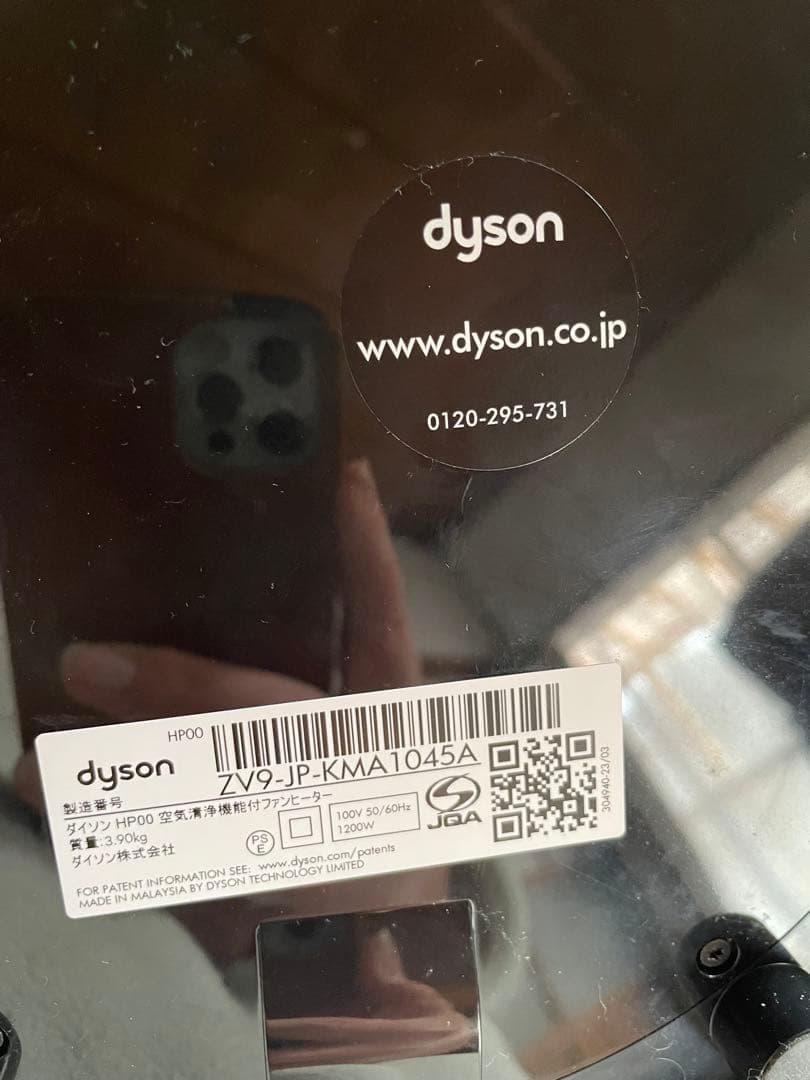 dyson
www.dyson.co.jp
0120-295-731
HP00
dyson
ZV9-JP-KMA1045A
製造番号
ダイソン HP00 空気清浄機能付ファンヒーター
質量:3.90kg
ダイソン株式会社
PS
E
100V 50/60Hz
1200W
JQA
304940-23/03
FOR PATENT INFORMATION SEE: www.dyson.com/patents
MADE IN MALAYSIA BY DYSON TECHNOLOGY LIMITED